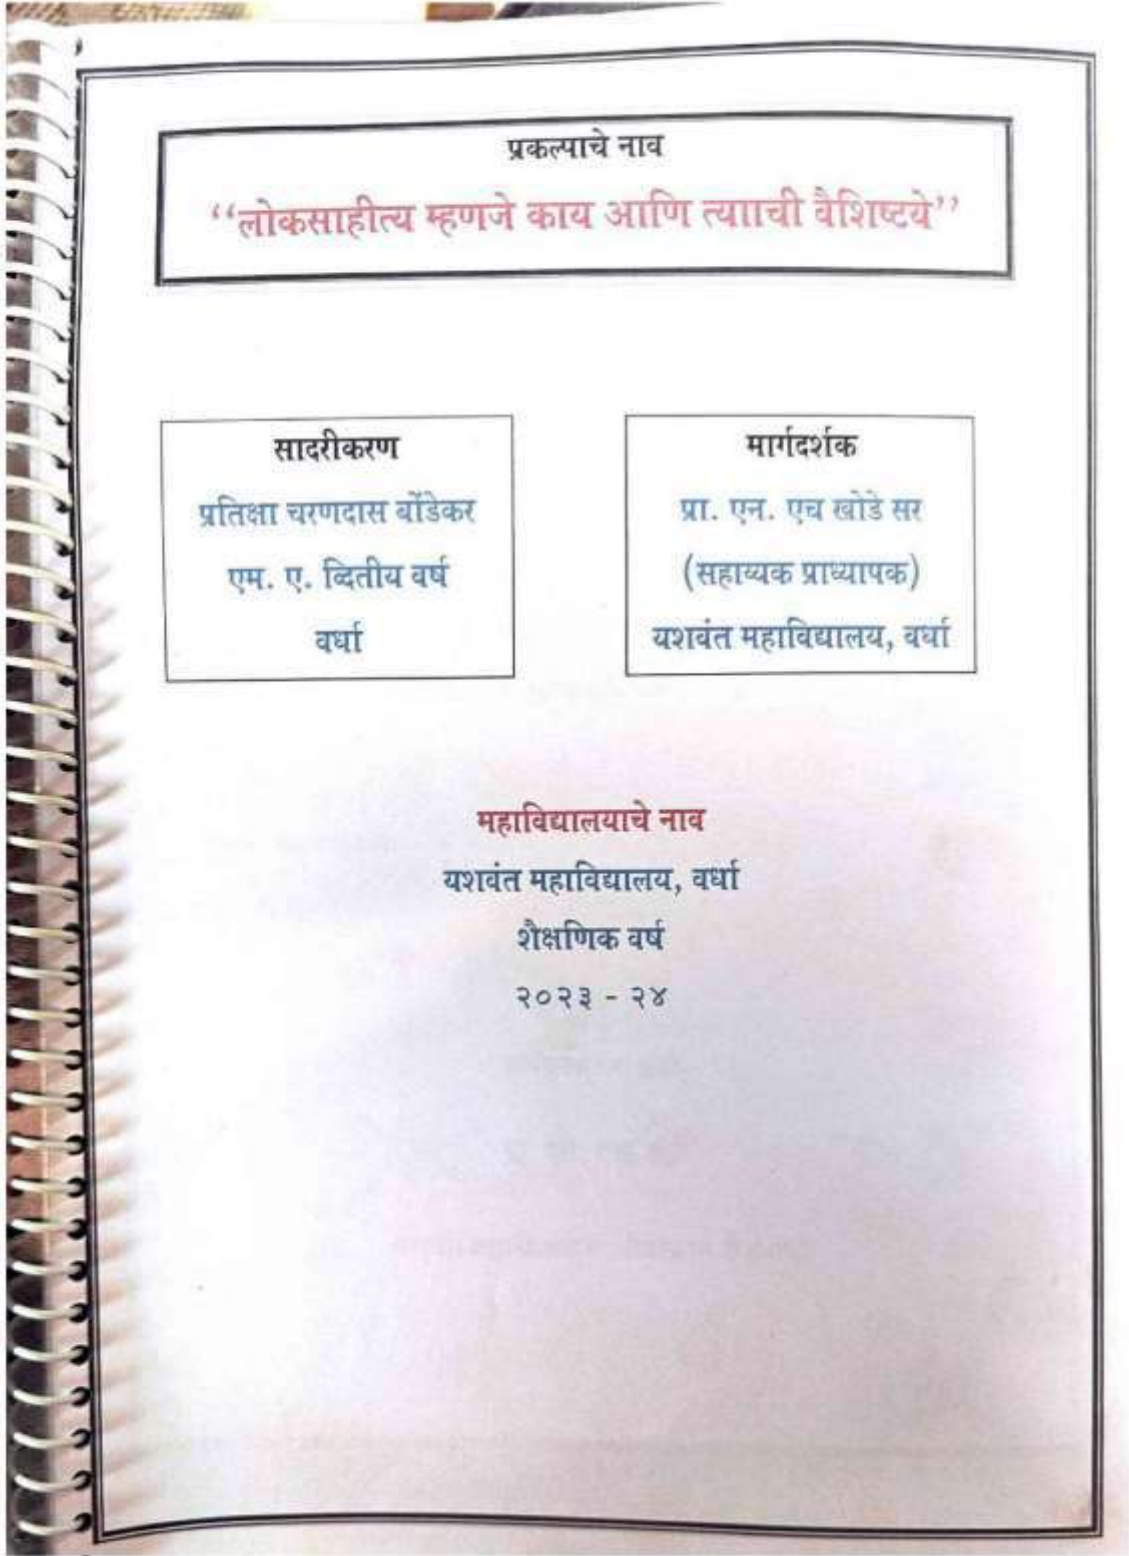 प्रकल्पाचे नाव
‘‘लोकसाहीत्य म्हणजे काय आणि त्यााची वैशिष्टये’’
सादरीकरण
प्रतिक्षा चरणदास बोंडेकर
एम. ए. व्दितीय वर्ष
वर्धा
मार्गदर्शक
प्रा. एन. एच खोडे सर
(सहाय्यक प्राध्यापक)
यशवंत महाविद्यालय, वर्धा
महाविद्यालयाचे नाव
यशवंत महाविद्यालय, वर्धा
शैक्षणिक वर्ष
२०२३ - २४